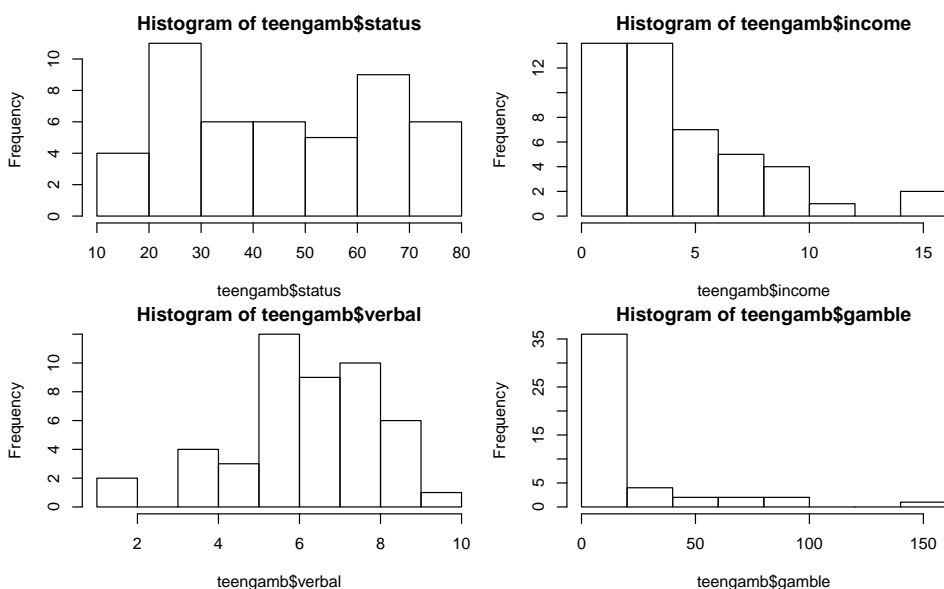 Histogram of teengamb$status
Frequency
0 2 4 6 8 10
10 20 30 40 50 60 70 80
teengamb$status
Histogram of teengamb$income
Frequency
0 2 4 6 8 12
0 5 10 15
teengamb$income
Histogram of teengamb$verbal
Frequency
0 2 4 6 8 10
2 4 6 8 10
teengamb$verbal
Histogram of teengamb$gamble
Frequency
0 5 15 25 35
0 50 100 150
teengamb$gamble